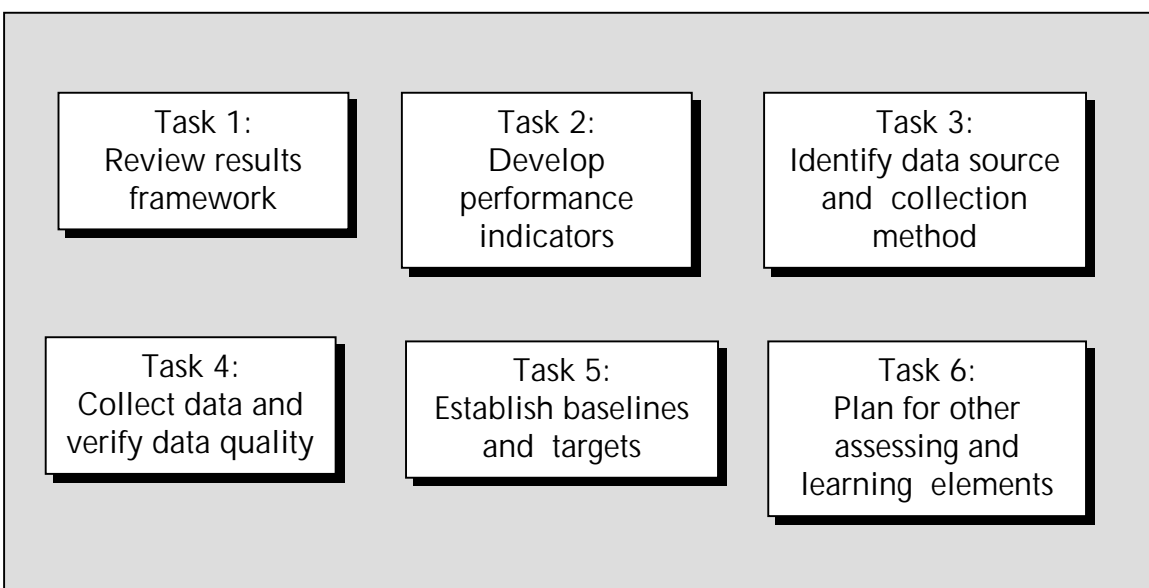 Task 1:
Review results
framework
Task 2:
Develop
performance
indicators
Task 3:
Identify data source
and collection
method
Task 4:
Collect data and
verify data quality
Task 5:
Establish baselines
and targets
Task 6:
Plan for other
assessing and
learning elements